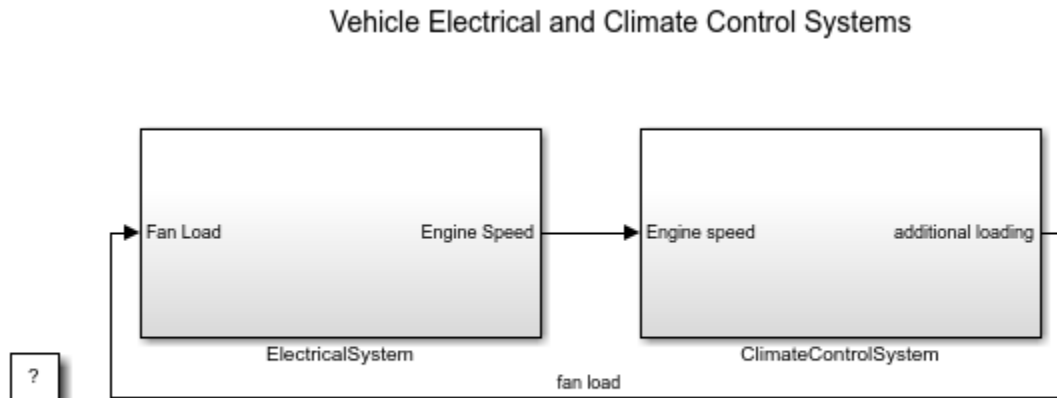 Vehicle Electrical and Climate Control Systems
Fan Load
Engine Speed
Engine speed
additional loading
ElectricalSystem
ClimateControlSystem
?
fan load